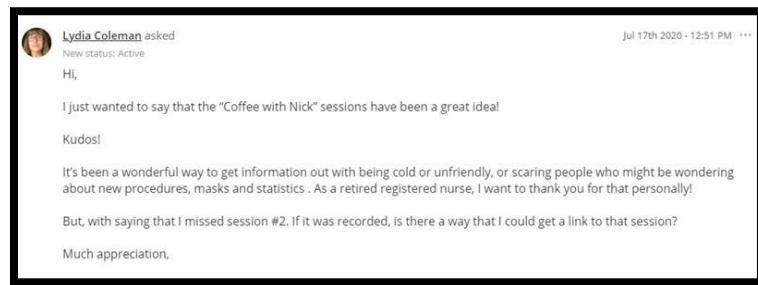 Lydia Coleman asked
Jul 17th 2020 - 12:51 PM ···
New status: Active
Hi,
I just wanted to say that the “Coffee with Nick” sessions have been a great idea!
Kudos!
It’s been a wonderful way to get information out with being cold or unfriendly, or scaring people who might be wondering
about new procedures, masks and statistics . As a retired registered nurse, I want to thank you for that personally!
But, with saying that I missed session #2. If it was recorded, is there a way that I could get a link to that session?
Much appreciation,